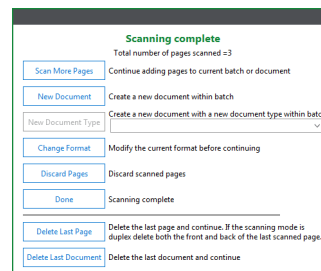 Scanning complete
Total number of pages scanned =3
Scan More Pages Continue adding pages to current batch or document
New Document Create a new document within batch
Create a new document with a new document type within batc
New Document Type
Change Format Modify the current format before continuing
Discard Pages Discard scanned pages
Done Scanning complete
Delete the last page and continue. If the scanning mode is
Delete Last Page duplex delete both the front and back of the last scanned page.
Delete Last Document Delete the last document and continue